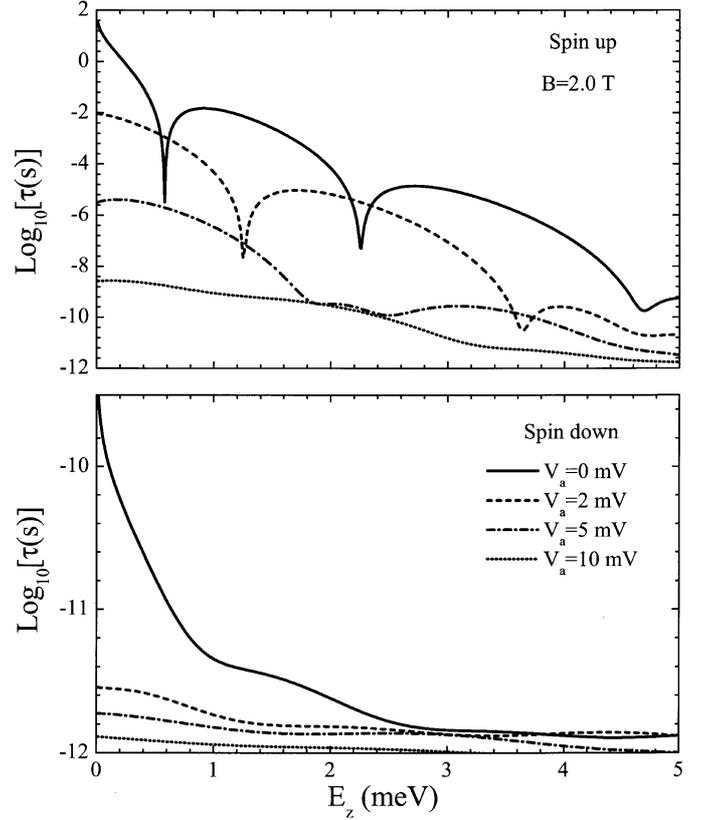 2
0
-2
-4
-6
-8
-10
-12
Log10[τ(s)]
Spin up
B=2.0 T
-10
-11
-12
Log10[τ(s)]
Spin down
Va=0 mV
Va=2 mV
Va=5 mV
Va=10 mV
0 1 2 3 4 5
Ez (meV)